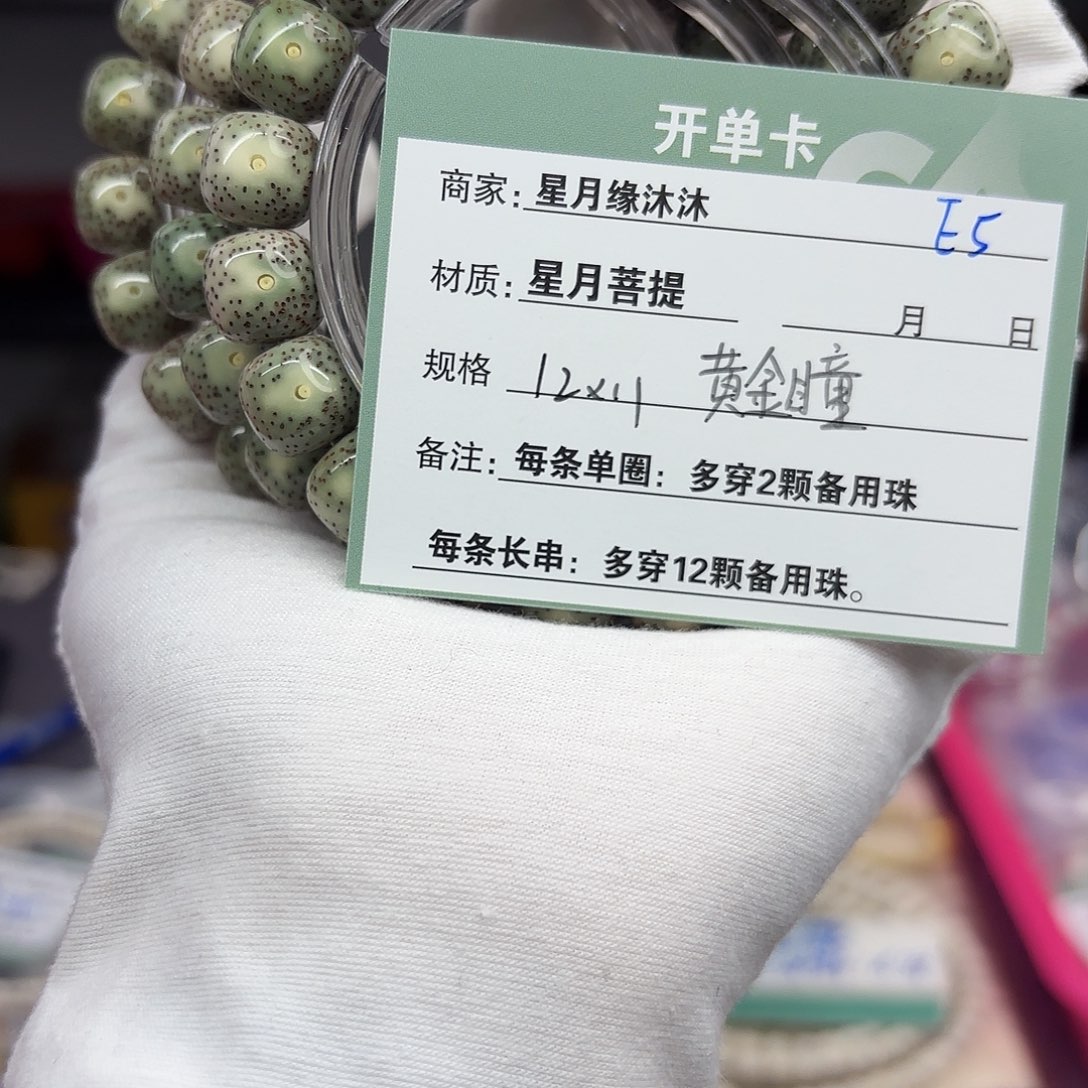 开单卡
商家：星月缘沐沐 E5
材质：星月菩提 月 日
规格 12×11 黄金瞳
备注：每条单圈：多穿2颗备用珠
每条长串：多穿12颗备用珠。